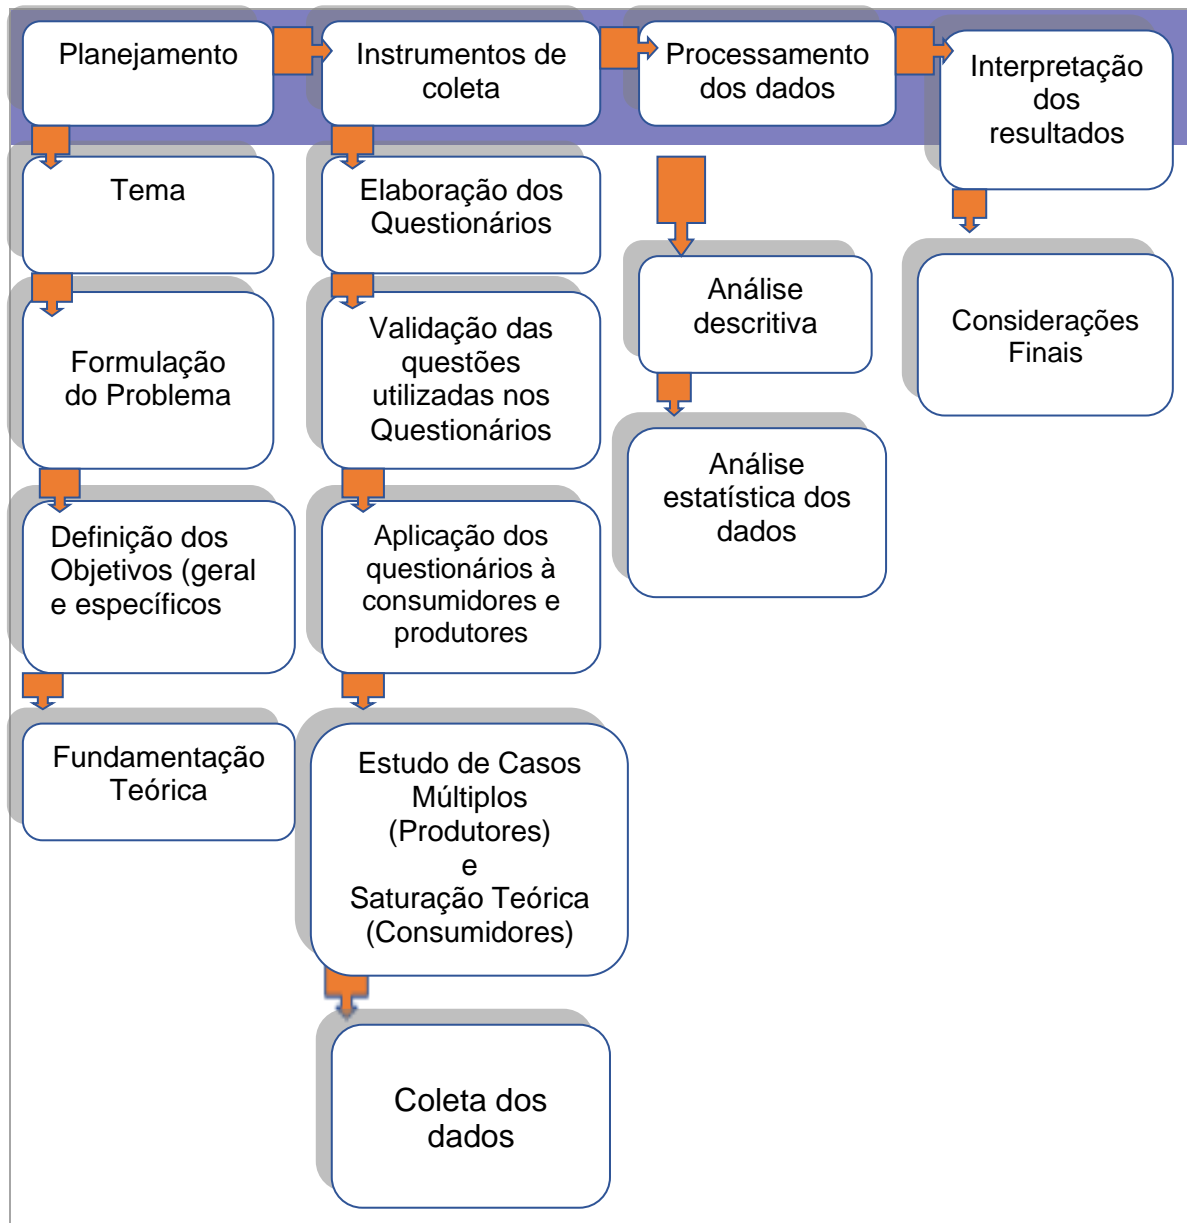 Planejamento
Instrumentos de
coleta
Processamento
dos dados
Interpretação
dos
resultados
Tema
Formulação
do Problema
Definição dos
Objetivos (geral
e específicos
Fundamentação
Teórica
Elaboração dos
Questionários
Validação das
questões
utilizadas nos
Questionários
Aplicação dos
questionários à
consumidores e
produtores
Estudo de Casos
Múltiplos
(Produtores)
e
Saturação Teórica
(Consumidores)
Coleta dos
dados
Análise
descritiva
Análise
estatística dos
dados
Considerações
Finais